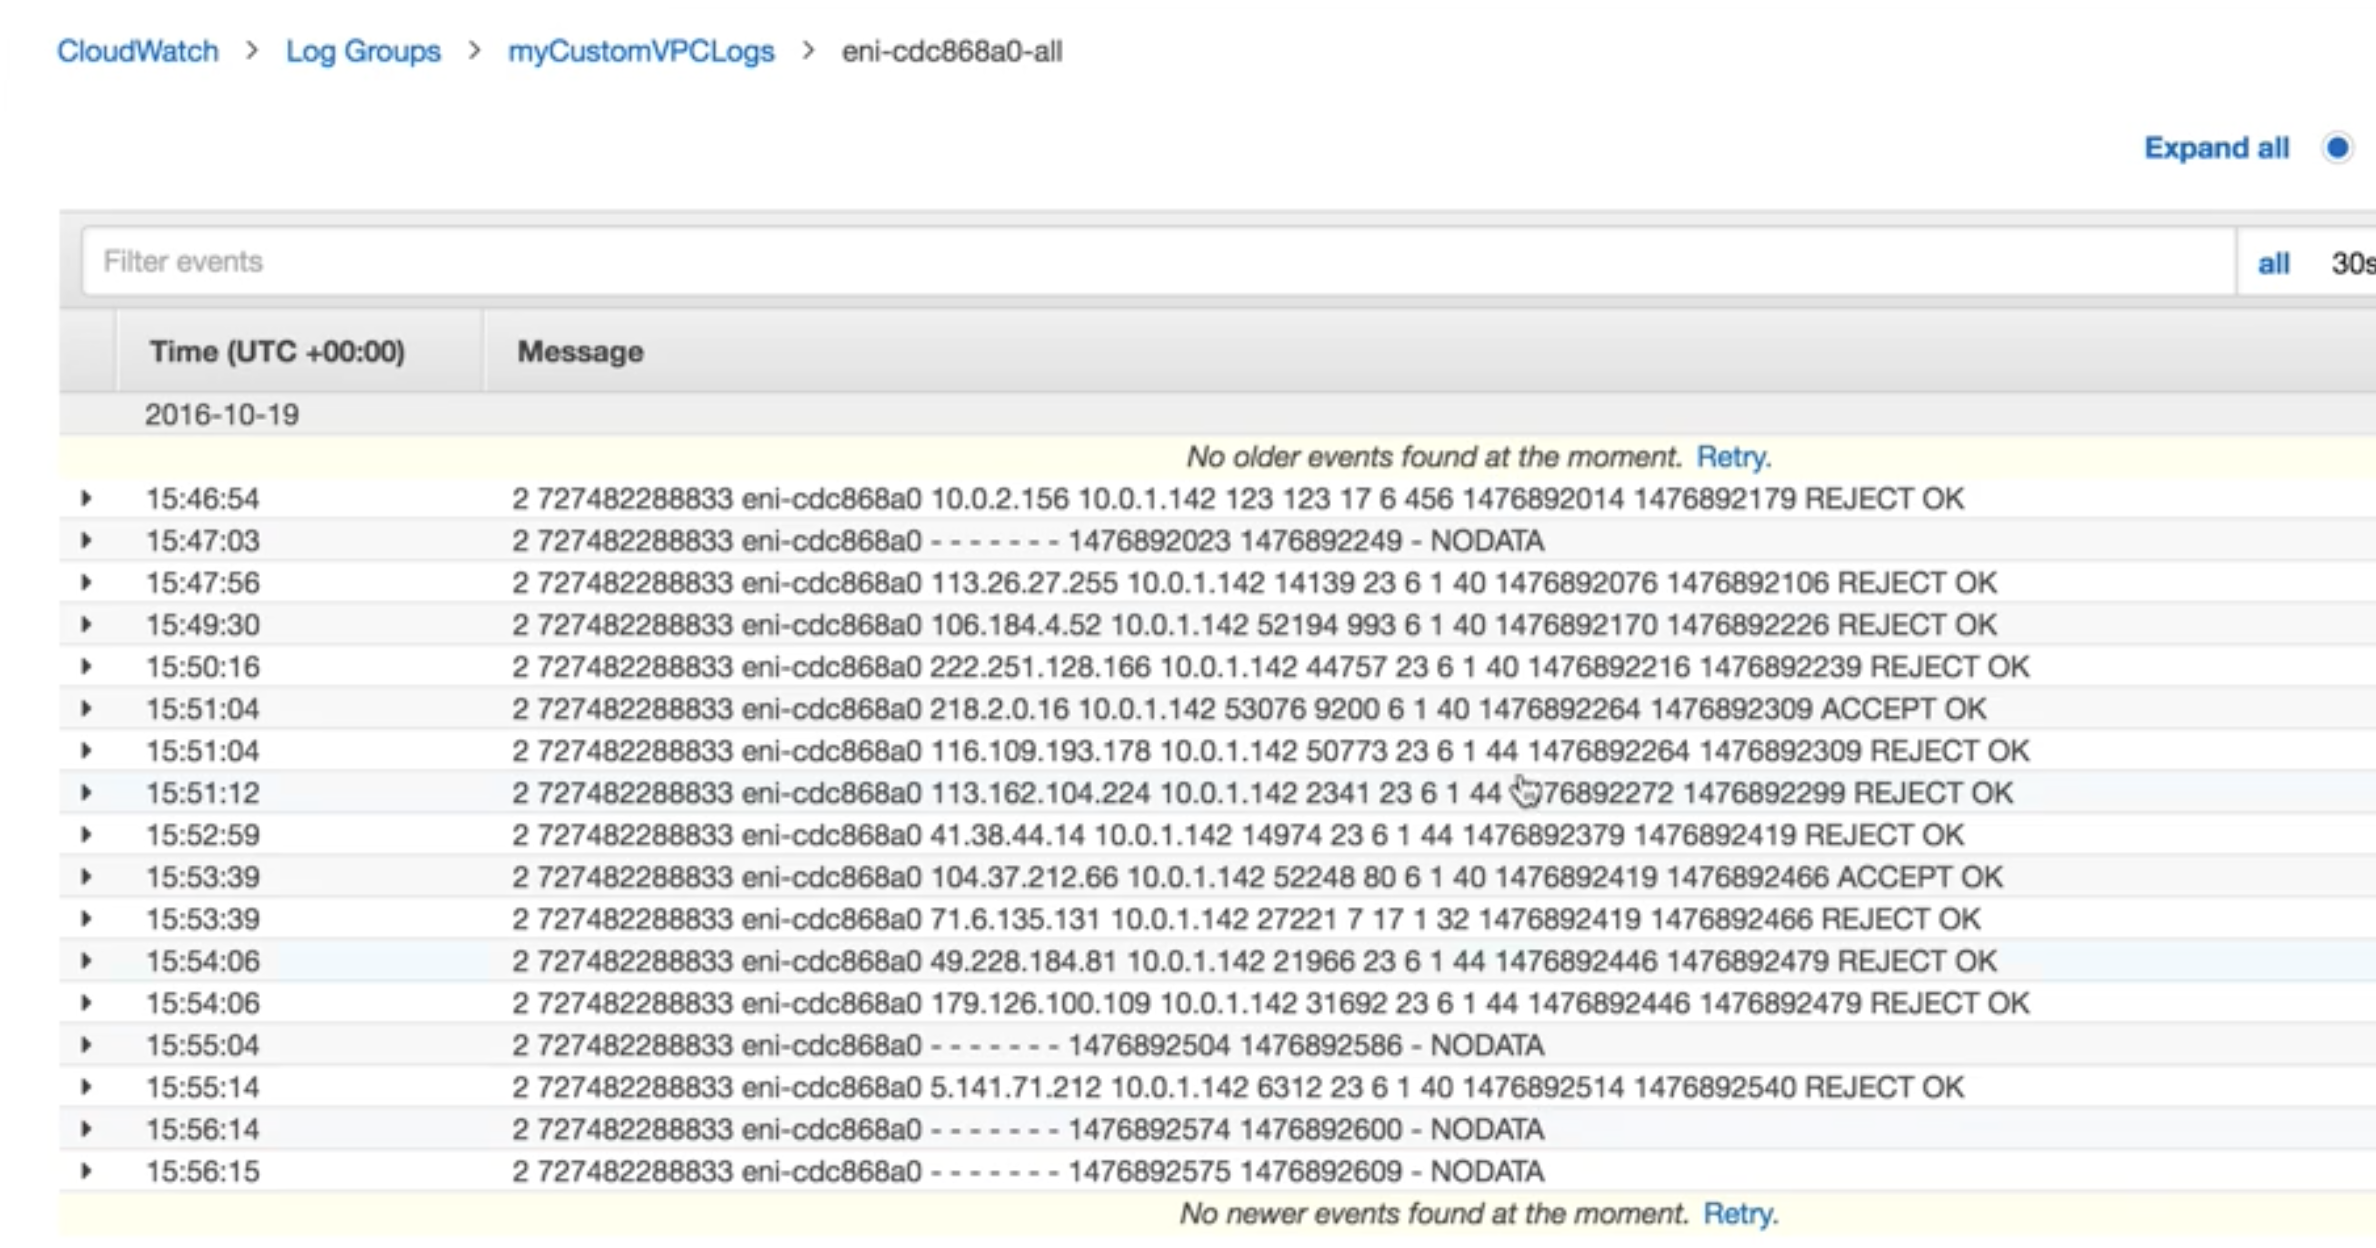 CloudWatch > Log Groups > myCustomVPCLogs > eni-cdc868a0-all
Expand all
Filter events all 30s
Time (UTC +00:00) Message
2016-10-19
No older events found at the moment. Retry.
15:46:54 2 727482288833 eni-cdc868a0 10.0.2.156 10.0.1.142 123 123 17 6 456 1476892014 1476892179 REJECT OK
15:47:03 2 727482288833 eni-cdc868a0 - - - - - - - 1476892023 1476892249 - NODATA
15:47:56 2 727482288833 eni-cdc868a0 113.26.27.255 10.0.1.142 14139 23 6 1 40 1476892076 1476892106 REJECT OK
15:49:30 2 727482288833 eni-cdc868a0 106.184.4.52 10.0.1.142 52194 993 6 1 40 1476892170 1476892226 REJECT OK
15:50:16 2 727482288833 eni-cdc868a0 222.251.128.166 10.0.1.142 44757 23 6 1 40 1476892216 1476892239 REJECT OK
15:51:04 2 727482288833 eni-cdc868a0 218.2.0.16 10.0.1.142 53076 9200 6 1 40 1476892264 1476892309 ACCEPT OK
15:51:04 2 727482288833 eni-cdc868a0 116.109.193.178 10.0.1.142 50773 23 6 1 44 1476892264 1476892309 REJECT OK
15:51:12 2 727482288833 eni-cdc868a0 113.162.104.224 10.0.1.142 2341 23 6 1 44 1476892272 1476892299 REJECT OK
15:52:59 2 727482288833 eni-cdc868a0 41.38.44.14 10.0.1.142 14974 23 6 1 44 1476892379 1476892419 REJECT OK
15:53:39 2 727482288833 eni-cdc868a0 104.37.212.66 10.0.1.142 52248 80 6 1 40 1476892419 1476892466 ACCEPT OK
15:53:39 2 727482288833 eni-cdc868a0 71.6.135.131 10.0.1.142 27221 7 17 1 32 1476892419 1476892466 REJECT OK
15:54:06 2 727482288833 eni-cdc868a0 49.228.184.81 10.0.1.142 21966 23 6 1 44 1476892446 1476892479 REJECT OK
15:54:06 2 727482288833 eni-cdc868a0 179.126.100.109 10.0.1.142 31692 23 6 1 44 1476892446 1476892479 REJECT OK
15:55:04 2 727482288833 eni-cdc868a0 - - - - - - - 1476892504 1476892586 - NODATA
15:55:14 2 727482288833 eni-cdc868a0 5.141.71.212 10.0.1.142 6312 23 6 1 40 1476892514 1476892540 REJECT OK
15:56:14 2 727482288833 eni-cdc868a0 - - - - - - - 1476892574 1476892600 - NODATA
15:56:15 2 727482288833 eni-cdc868a0 - - - - - - - 1476892575 1476892609 - NODATA
No newer events found at the moment. Retry.